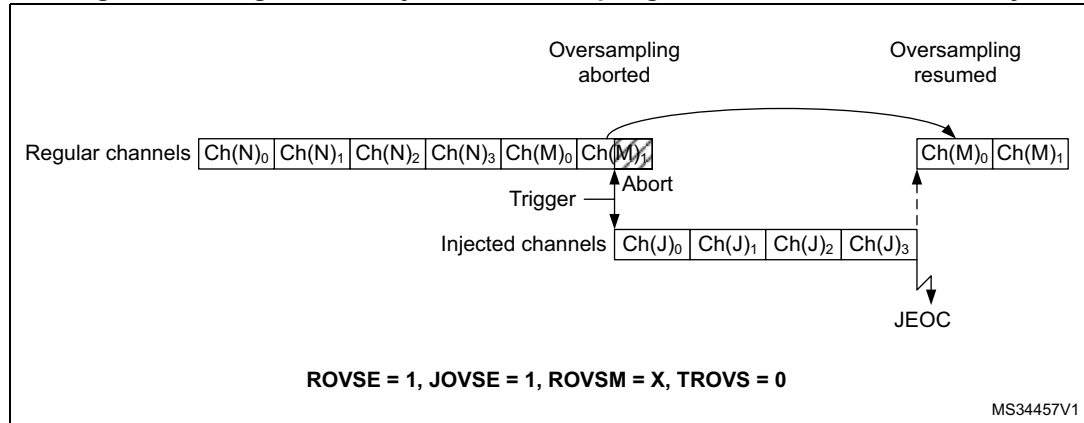 Oversampling aborted
Oversampling resumed
Regular channels Ch(N)₀ Ch(N)₁ Ch(N)₂ Ch(N)₃ Ch(M)₀ Ch(M)₁ Ch(M)₀ Ch(M)₁
Abort
Trigger
Injected channels Ch(J)₀ Ch(J)₁ Ch(J)₂ Ch(J)₃
JEOC
ROVSE = 1, JOVSE = 1, ROVSM = X, TROVS = 0
MS34457V1